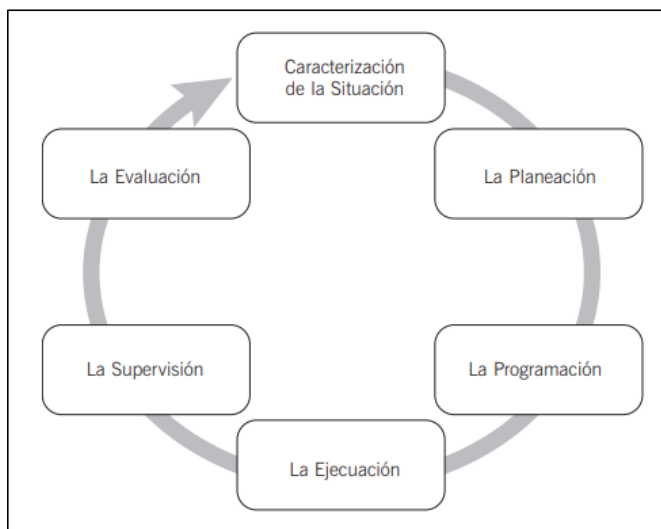 Caracterización
de la Situación
La Planeación
La Programación
La Ejecuación
La Supervisión
La Evaluación